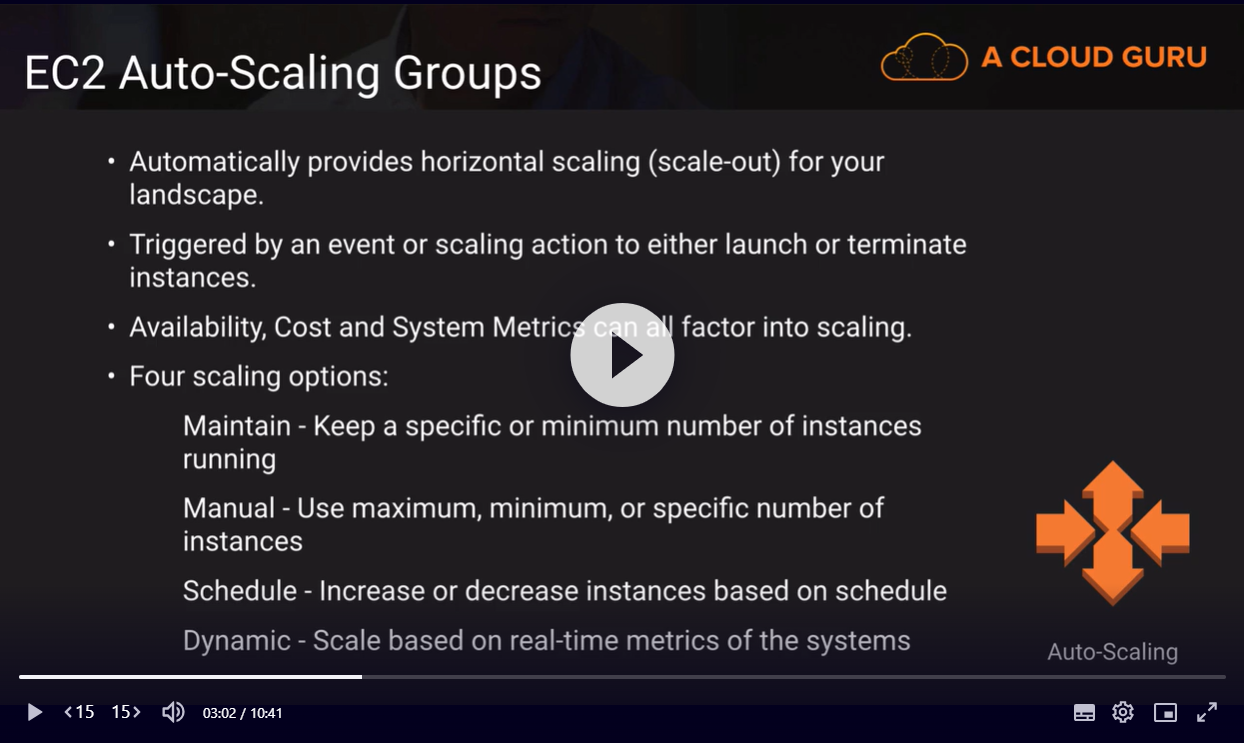 EC2 Auto-Scaling Groups
A CLOUD GURU
• Automatically provides horizontal scaling (scale-out) for your
landscape.
• Triggered by an event or scaling action to either launch or terminate
instances.
• Availability, Cost and System Metrics can all factor into scaling.
• Four scaling options:
Maintain - Keep a specific or minimum number of instances
running
Manual - Use maximum, minimum, or specific number of
instances
Schedule - Increase or decrease instances based on schedule
Dynamic - Scale based on real-time metrics of the systems
Auto-Scaling
<15 15> 03:02 / 10:41